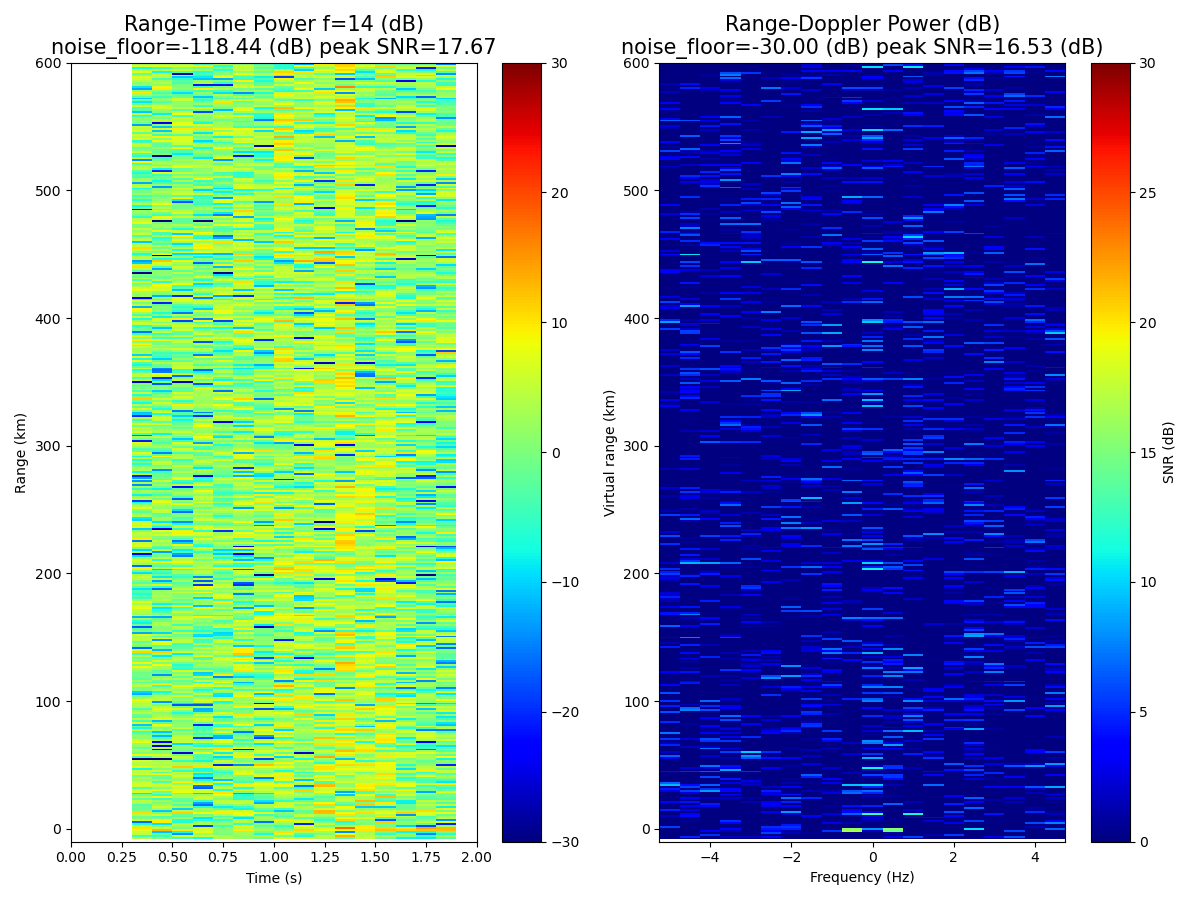 Range-Time Power f=14 (dB)
noise_floor=-118.44 (dB) peak SNR=17.67
Range-Doppler Power (dB)
noise_floor=-30.00 (dB) peak SNR=16.53 (dB)
600
500
400
300
200
100
0
Range (km)
0.00 0.25 0.50 0.75 1.00 1.25 1.50 1.75 2.00
Time (s)
30
20
10
0
−10
−20
−30
600
500
400
300
200
100
0
Virtual range (km)
−4 −2 0 2 4
Frequency (Hz)
30
25
20
15
10
5
0
SNR (dB)